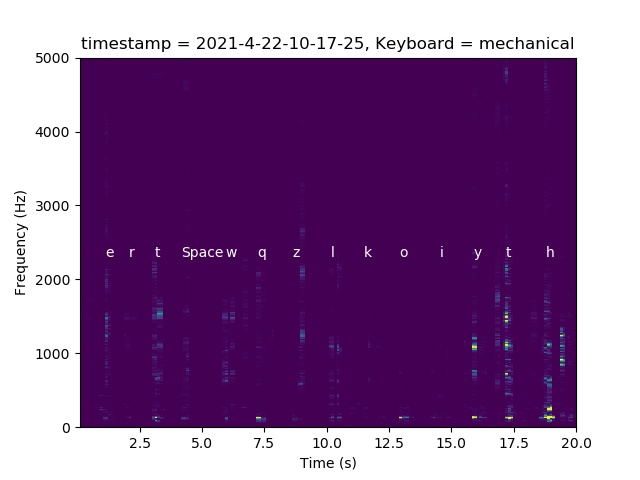 timestamp = 2021-4-22-10-17-25, Keyboard = mechanical
5000
4000
3000
2000
1000
0
Frequency (Hz)
e r t Space w q z l k o i y t h
2.5 5.0 7.5 10.0 12.5 15.0 17.5 20.0
Time (s)